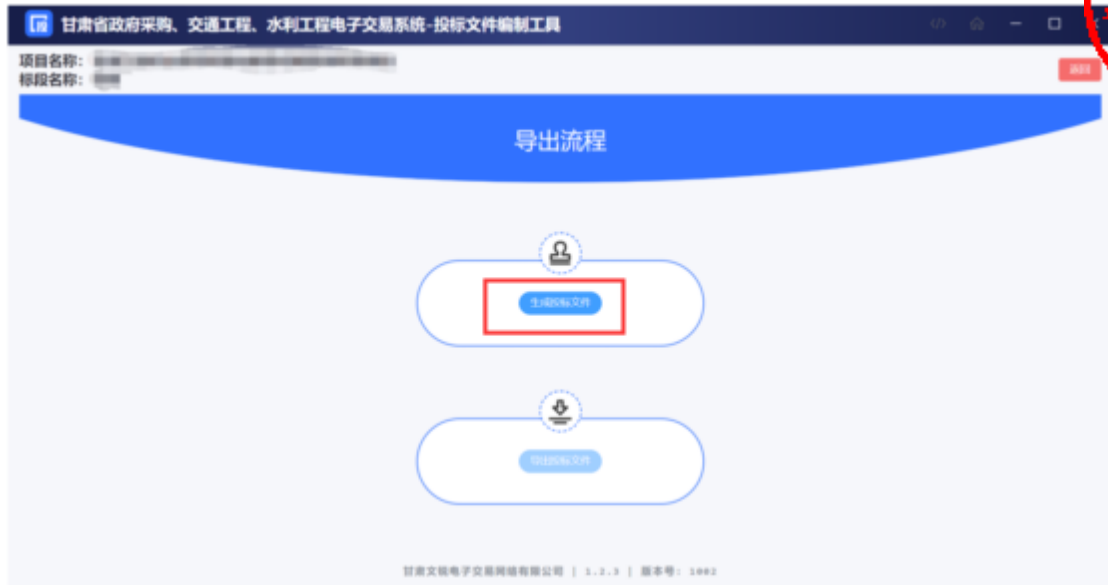 甘肃省政府采购、交通工程、水利工程电子交易系统-投标文件编制工具
项目名称：
标段名称：
返回
导出流程
生成投标文件
导出投标文件
甘肃文锐电子交易网络有限公司 | 1.2.3 | 版本号: 1002